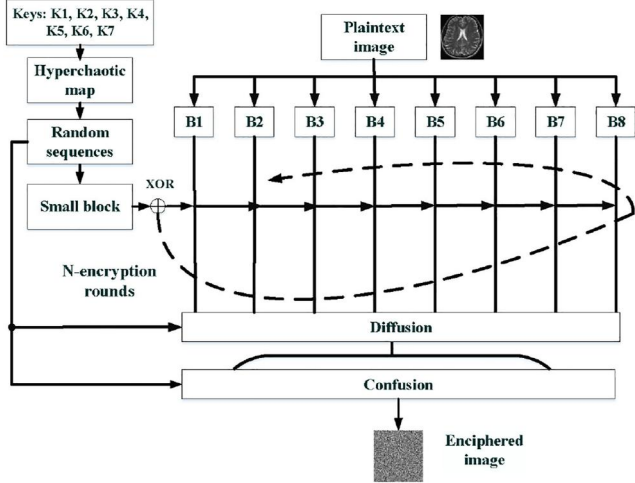 Keys: K1, K2, K3, K4,
K5, K6, K7
Hyperchaotic
map
Random
sequences
Small block
XOR
N-encryption
rounds
Plaintext
image
B1 B2 B3 B4 B5 B6 B7 B8
Diffusion
Confusion
Enciphered
image